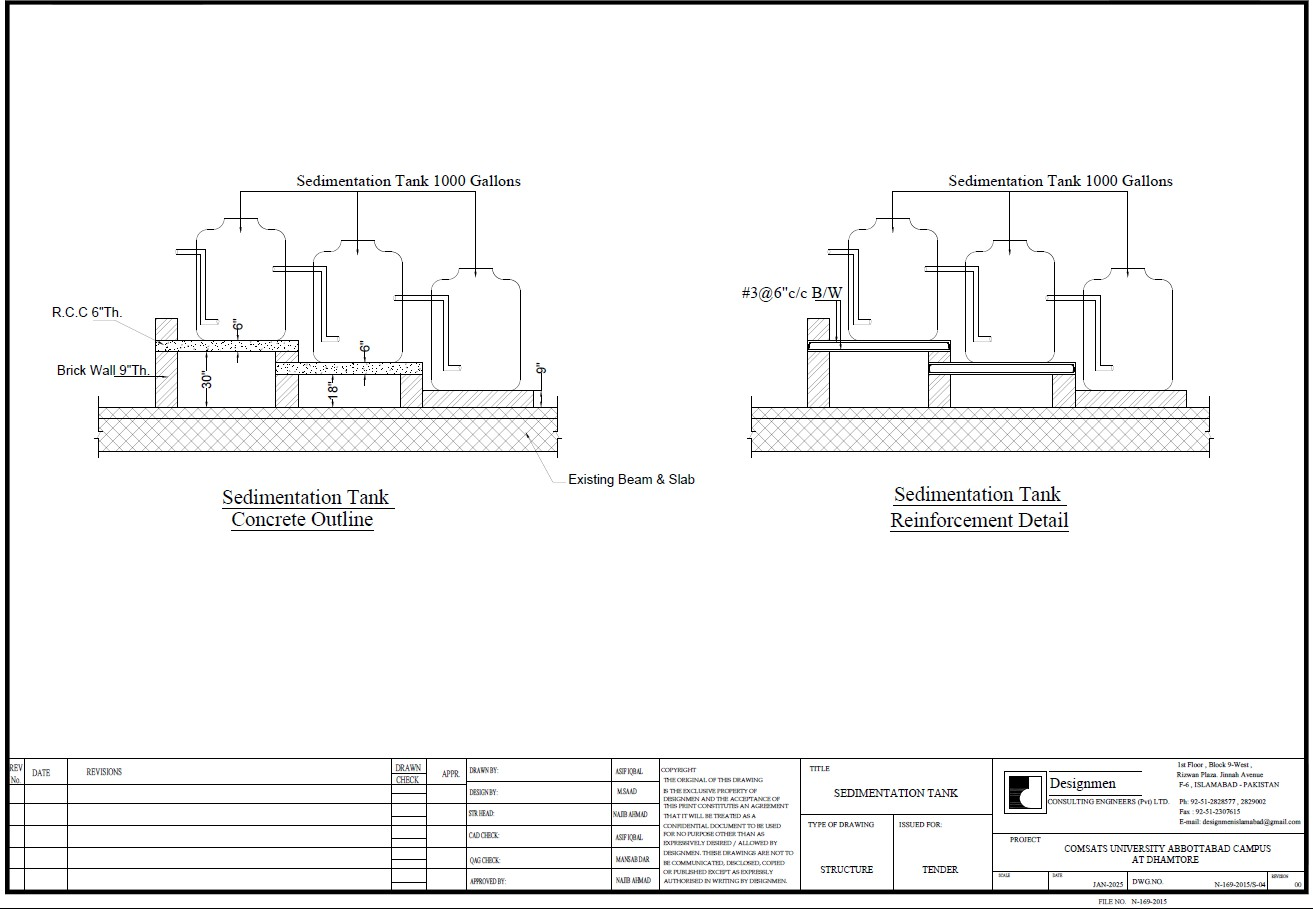 Sedimentation Tank 1000 Gallons
R.C.C 6"Th.
Brick Wall 9"Th.
6"
6"
30"
18"
9"
Existing Beam & Slab
Sedimentation Tank
Concrete Outline
Sedimentation Tank 1000 Gallons
#3@6"c/c B/W
Sedimentation Tank
Reinforcement Detail
REV No.
DATE
REVISIONS
DRAWN
CHECK
APPR.
DRAWN BY: ASIF IQBAL
DESIGN BY: M.SAAD
STR HEAD: NAJIB AHMAD
CAD CHECK: ASIF IQBAL
QAG CHECK: MANSAB DAR
APPROVED BY: NAJIB AHMAD
COPYRIGHT
THE ORIGINAL OF THIS DRAWING
IS THE EXCLUSIVE PROPERTY OF
DESIGNMEN AND THE ACCEPTANCE OF
THIS PRINT CONSTITUTES AN AGREEMENT
THAT IT WILL BE TREATED AS A
CONFIDENTIAL DOCUMENT TO BE USED
FOR NO PURPOSE OTHER THAN AS
EXPRESSIVELY DESIRED / ALLOWED BY
DESIGNMEN. THESE DRAWINGS ARE NOT TO
BE COMMUNICATED, DISCLOSED, COPIED
OR PUBLISHED EXCEPT AS EXPRESSLY
AUTHORISED IN WRITING BY DESIGNMEN.
TITLE
SEDIMENTATION TANK
TYPE OF DRAWING
STRUCTURE
ISSUED FOR:
TENDER
Designmen
CONSULTING ENGINEERS (Pvt) LTD.
1st Floor , Block 9-West ,
Rizwan Plaza. Jinnah Avenue
F-6 , ISLAMABAD - PAKISTAN
Ph: 92-51-2828577 , 2829002
Fax : 92-51-2307615
E-mail: designmenislamabad@gmail.com
PROJECT
COMSATS UNIVERSITY ABBOTTABAD CAMPUS
AT DHAMTORE
SCALE
DATE
JAN-2025
DWG.NO.
N-169-2015/S-04
REVISION
00
FILE NO. N-169-2015